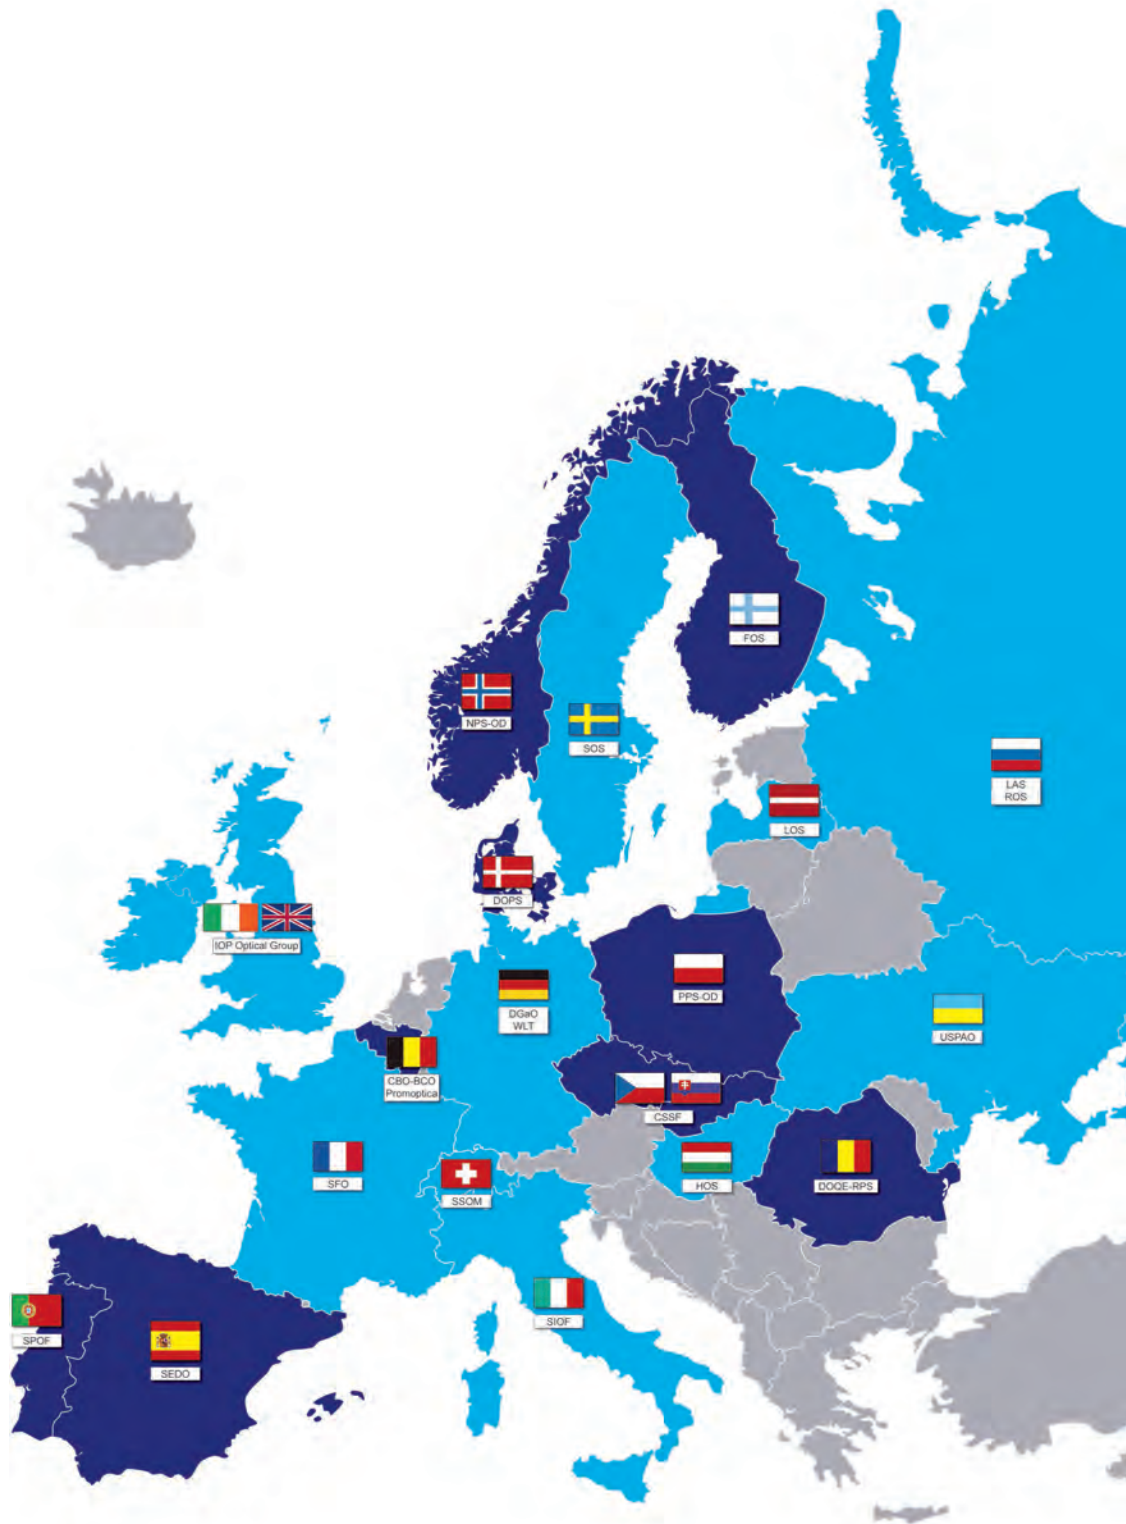 FOS
NPS-OD
SOS
LAS
ROS
LOS
DOPS
IOP Optical Group
PPS-OD
DGaO
WLT
USPAO
CBO-BCO
Promoptica
CSSF
SFO
SSOM
HOS
DOQE-RPS
SIOF
SPOF
SEDO